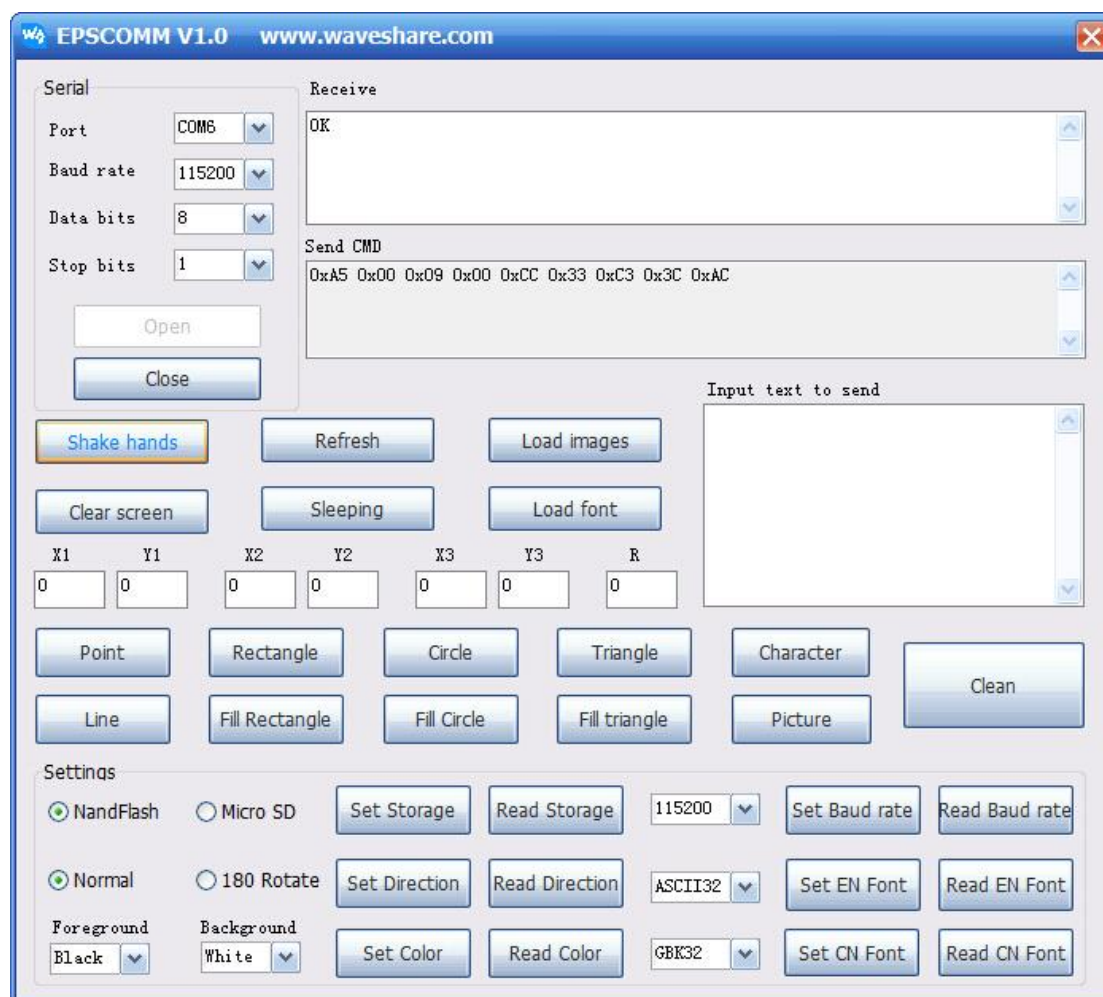 EPSCOMM V1.0 www.waveshare.com
Serial
Port COM6
Baud rate 115200
Data bits 8
Stop bits 1
Open
Close
Receive
OK
Send CMD
0xA5 0x00 0x09 0x00 0xCC 0x33 0xC3 0x3C 0xAC
Input text to send
Shake hands Refresh Load images
Clear screen Sleeping Load font
X1 Y1 X2 Y2 X3 Y3 R
0 0 0 0 0 0 0
Point Rectangle Circle Triangle Character
Clean
Line Fill Rectangle Fill Circle Fill triangle Picture
Settings
NandFlash Micro SD Set Storage Read Storage 115200 Set Baud rate Read Baud rate
Normal 180 Rotate Set Direction Read Direction ASCII32 Set EN Font Read EN Font
Foreground Background
Black White Set Color Read Color GBK32 Set CN Font Read CN Font